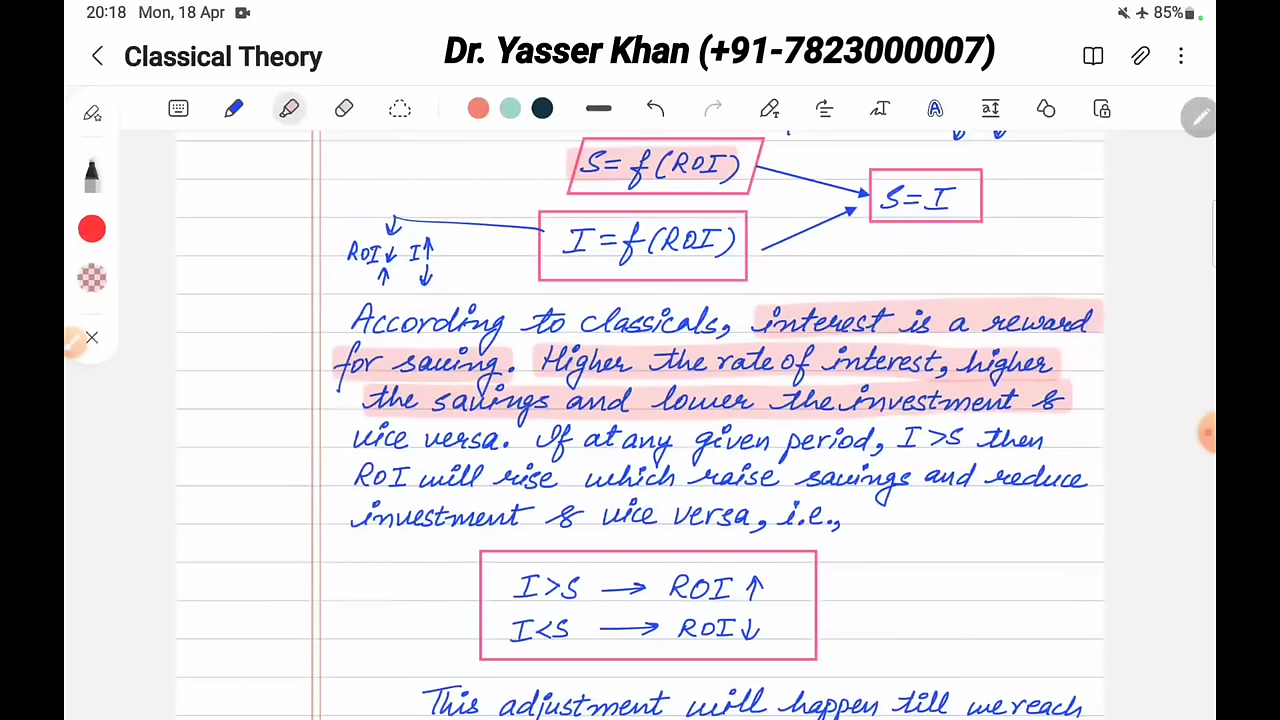 20:18 Mon, 18 Apr
85%
Classical Theory
Dr. Yasser Khan (+91-7823000007)
S = f(ROI)
S = I
I = f(ROI)
ROI↓ I↑
↑ ↓
According to classicals, interest is a reward
for saving. Higher the rate of interest, higher
the savings and lower the investment &
vice versa. If at any given period, I > S then
ROI will rise which raise savings and reduce
investment & vice versa, i.e.,
I > S → ROI ↑
I < S → ROI ↓
This adjustment will happen till we reach